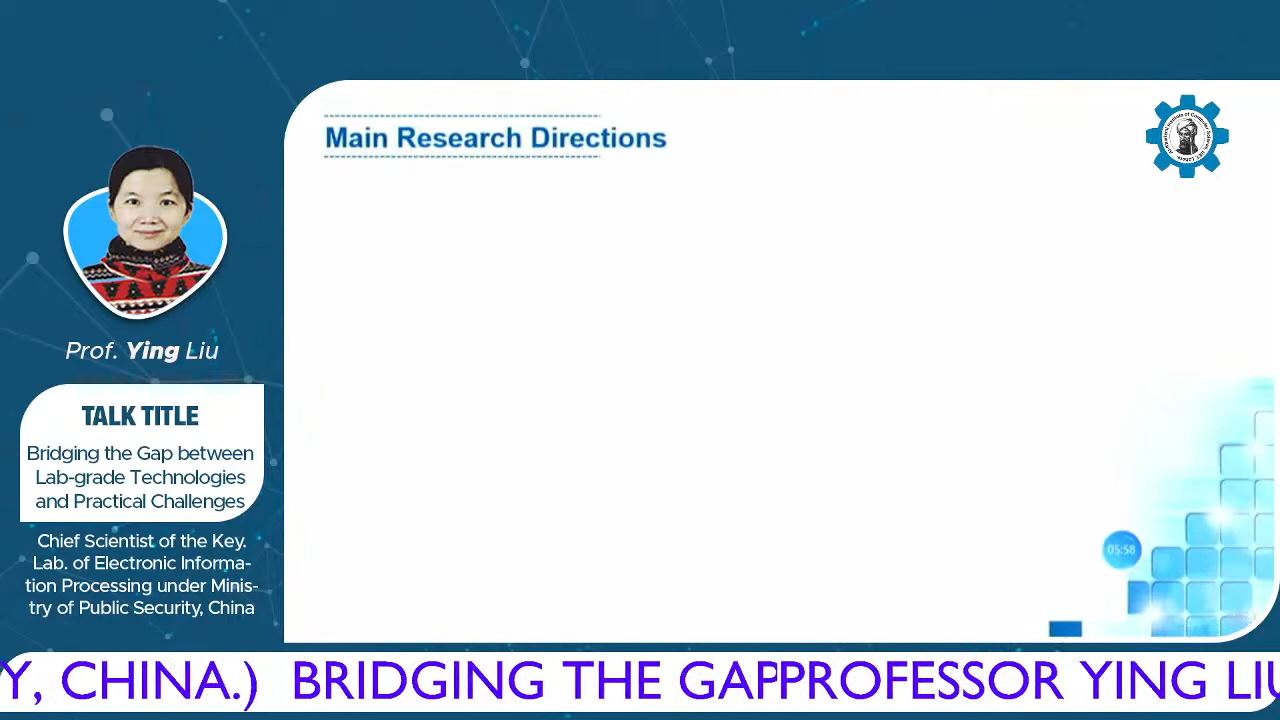 Main Research Directions
Prof. Ying Liu
TALK TITLE
Bridging the Gap between
Lab-grade Technologies
and Practical Challenges
Chief Scientist of the Key.
Lab. of Electronic Informa-
tion Processing under Minis-
try of Public Security, China
05:58
Y, CHINA.) BRIDGING THE GAPPROFESSOR YING LIU